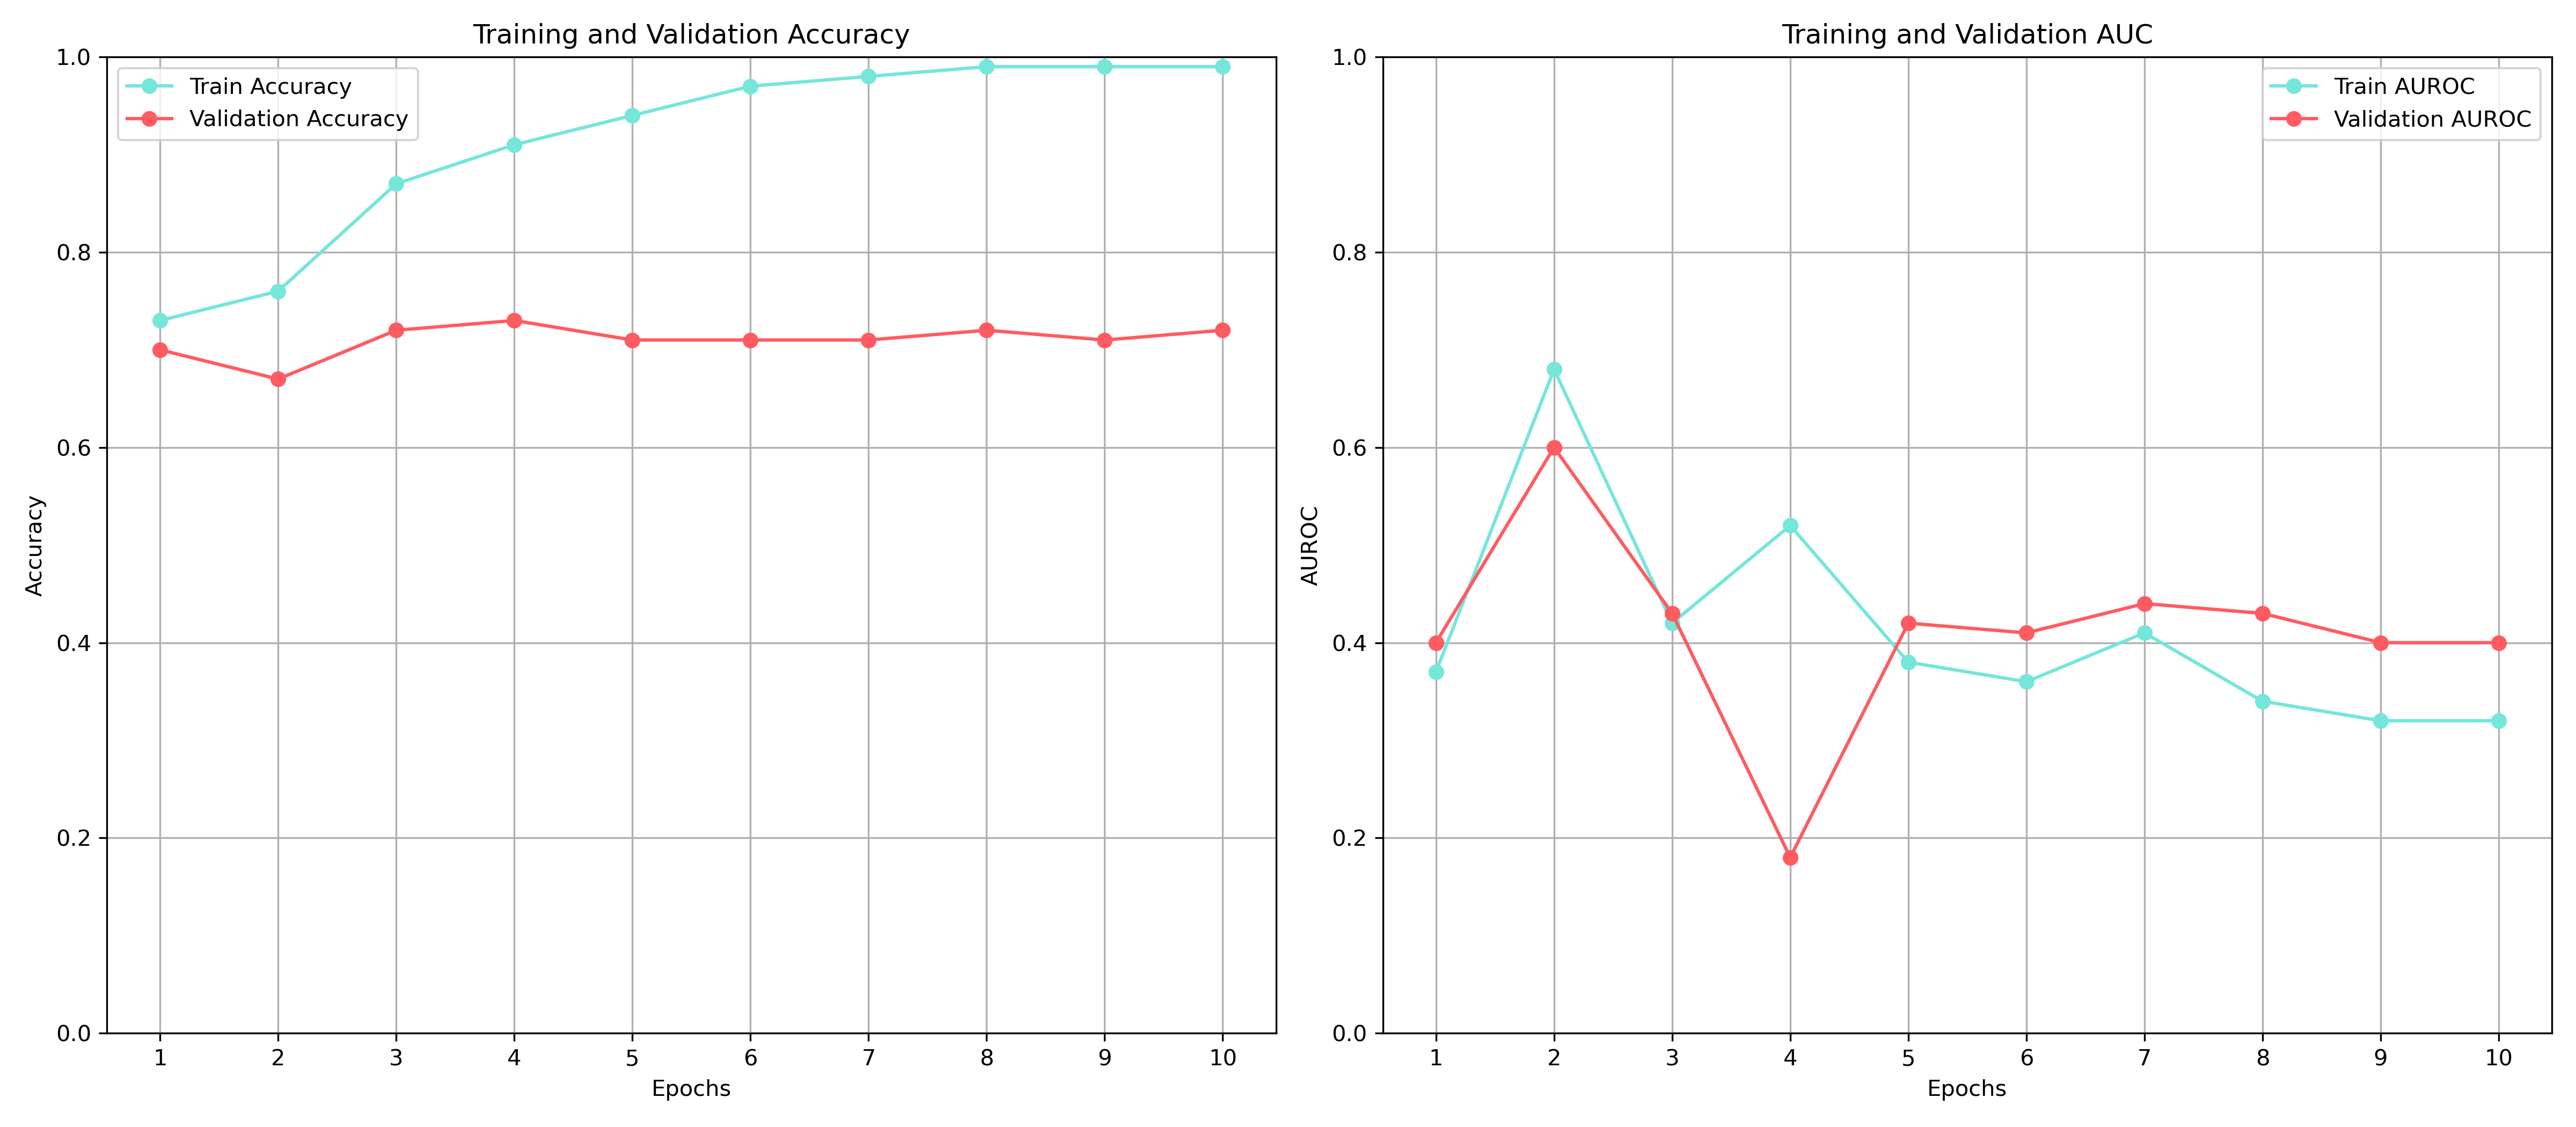 Training and Validation Accuracy
Train Accuracy
Validation Accuracy
1.0
0.8
0.6
0.4
0.2
0.0
Accuracy
1 2 3 4 5 6 7 8 9 10
Epochs
Training and Validation AUC
Train AUROC
Validation AUROC
1.0
0.8
0.6
0.4
0.2
0.0
AUROC
1 2 3 4 5 6 7 8 9 10
Epochs